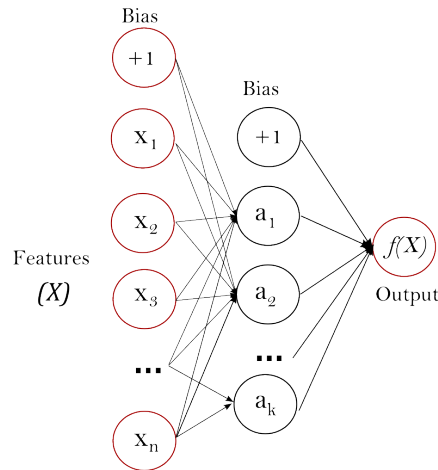 Bias
+1
Bias
x1
+1
x2
a1
f(X)
Features
(X)
x3
a2
Output
...
...
ak
xn